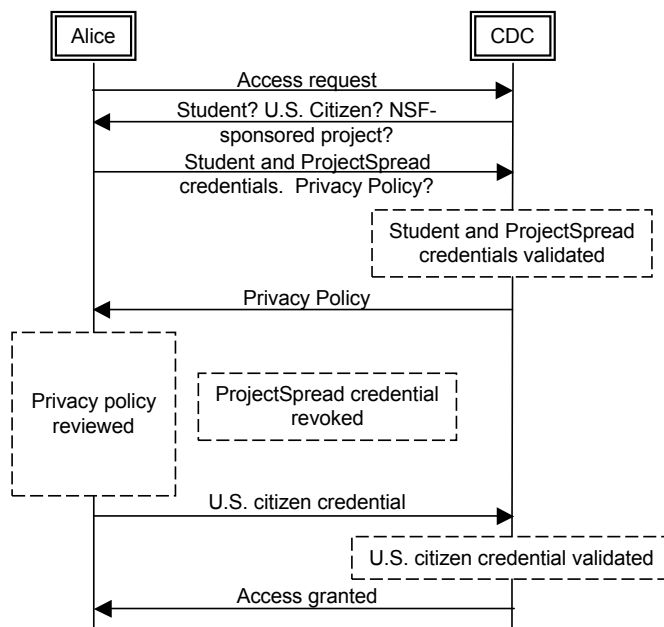 Alice
CDC
Access request
Student? U.S. Citizen? NSF-
sponsored project?
Student and ProjectSpread
credentials.  Privacy Policy?
Student and ProjectSpread
credentials validated
Privacy Policy
Privacy policy
reviewed
ProjectSpread credential
revoked
U.S. citizen credential
U.S. citizen credential validated
Access granted